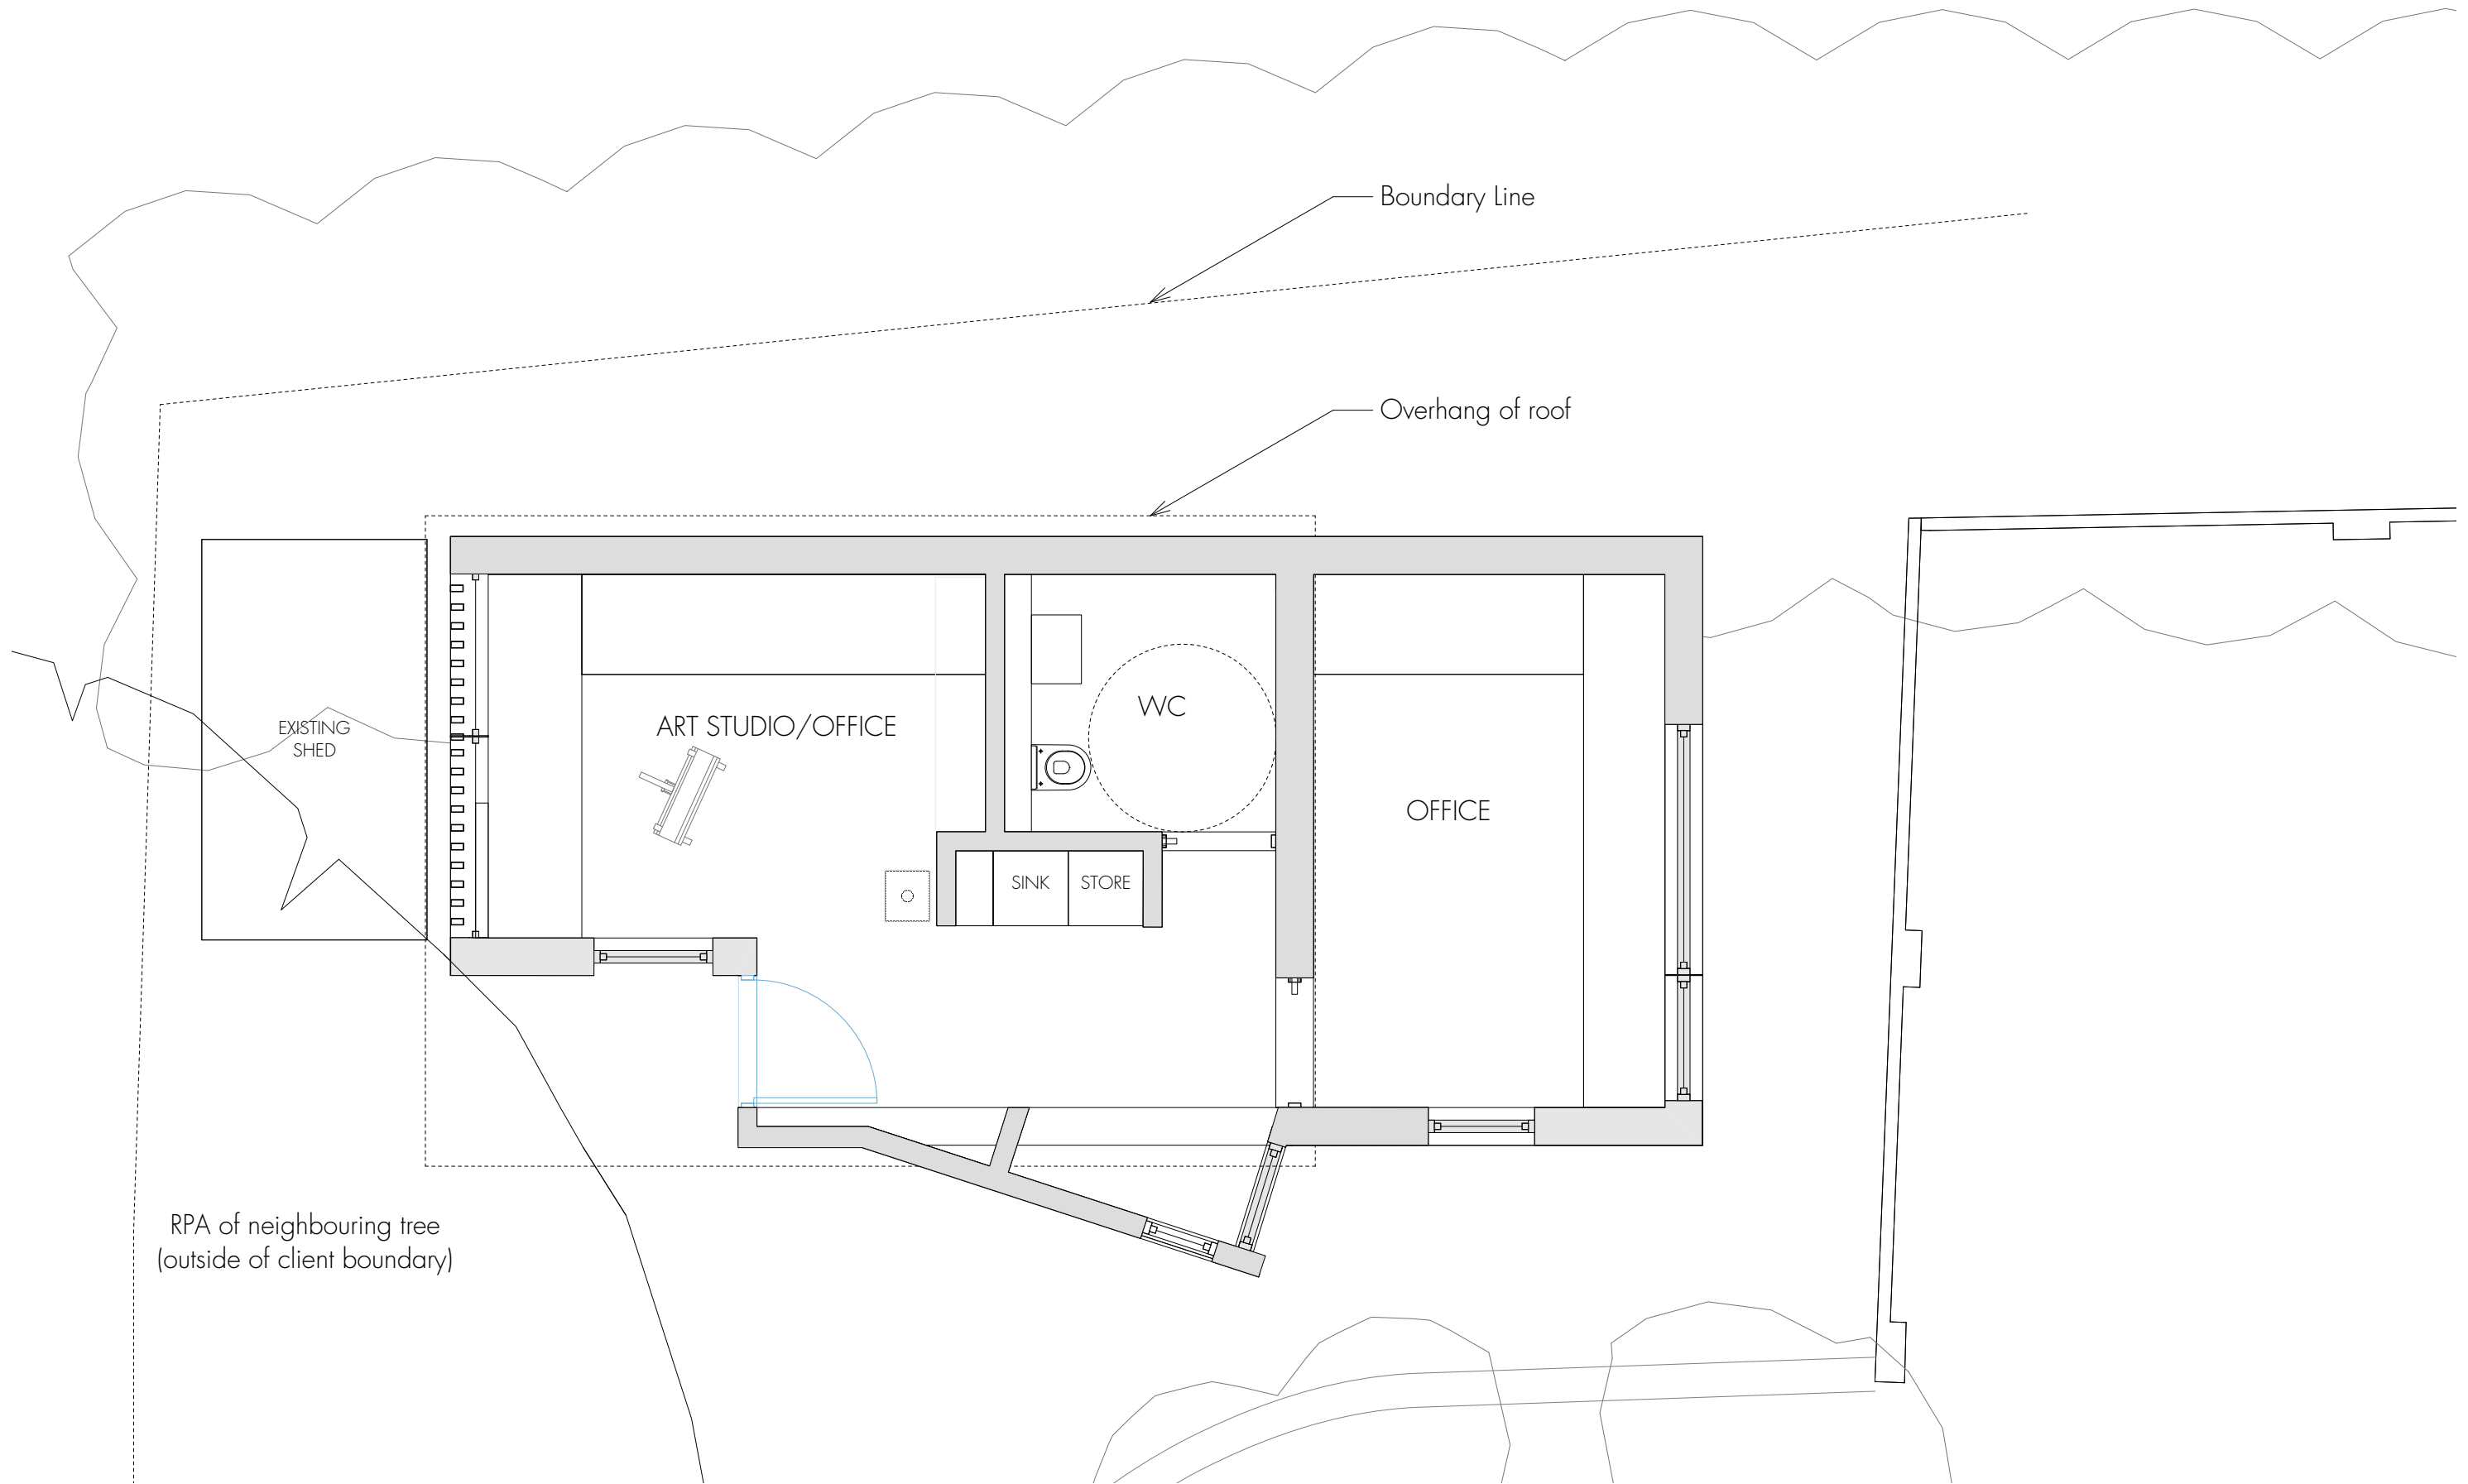 Boundary Line
Overhang of roof
EXISTING
SHED
ART STUDIO/OFFICE
WC
OFFICE
SINK
STORE
RPA of neighbouring tree
(outside of client boundary)